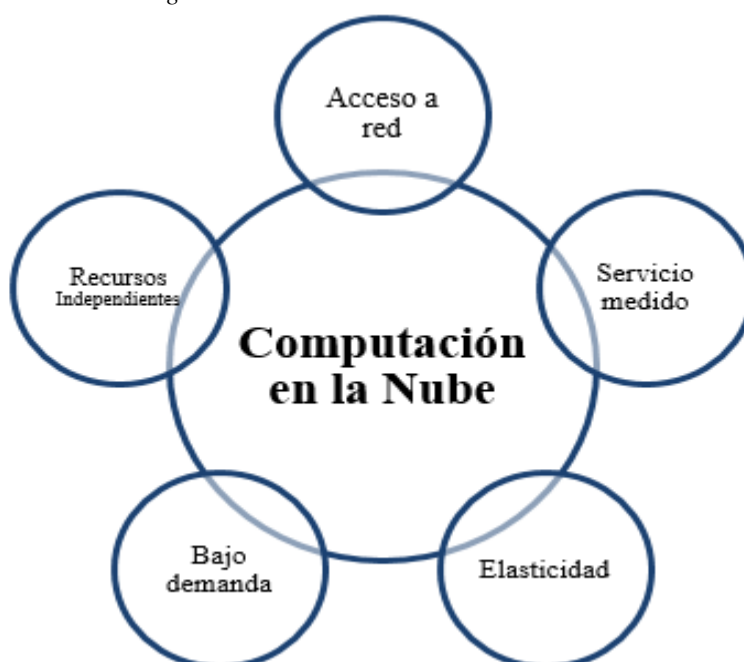 Acceso a
red
Recursos
Independientes
Servicio
medido
Computación
en la Nube
Bajo
demanda
Elasticidad